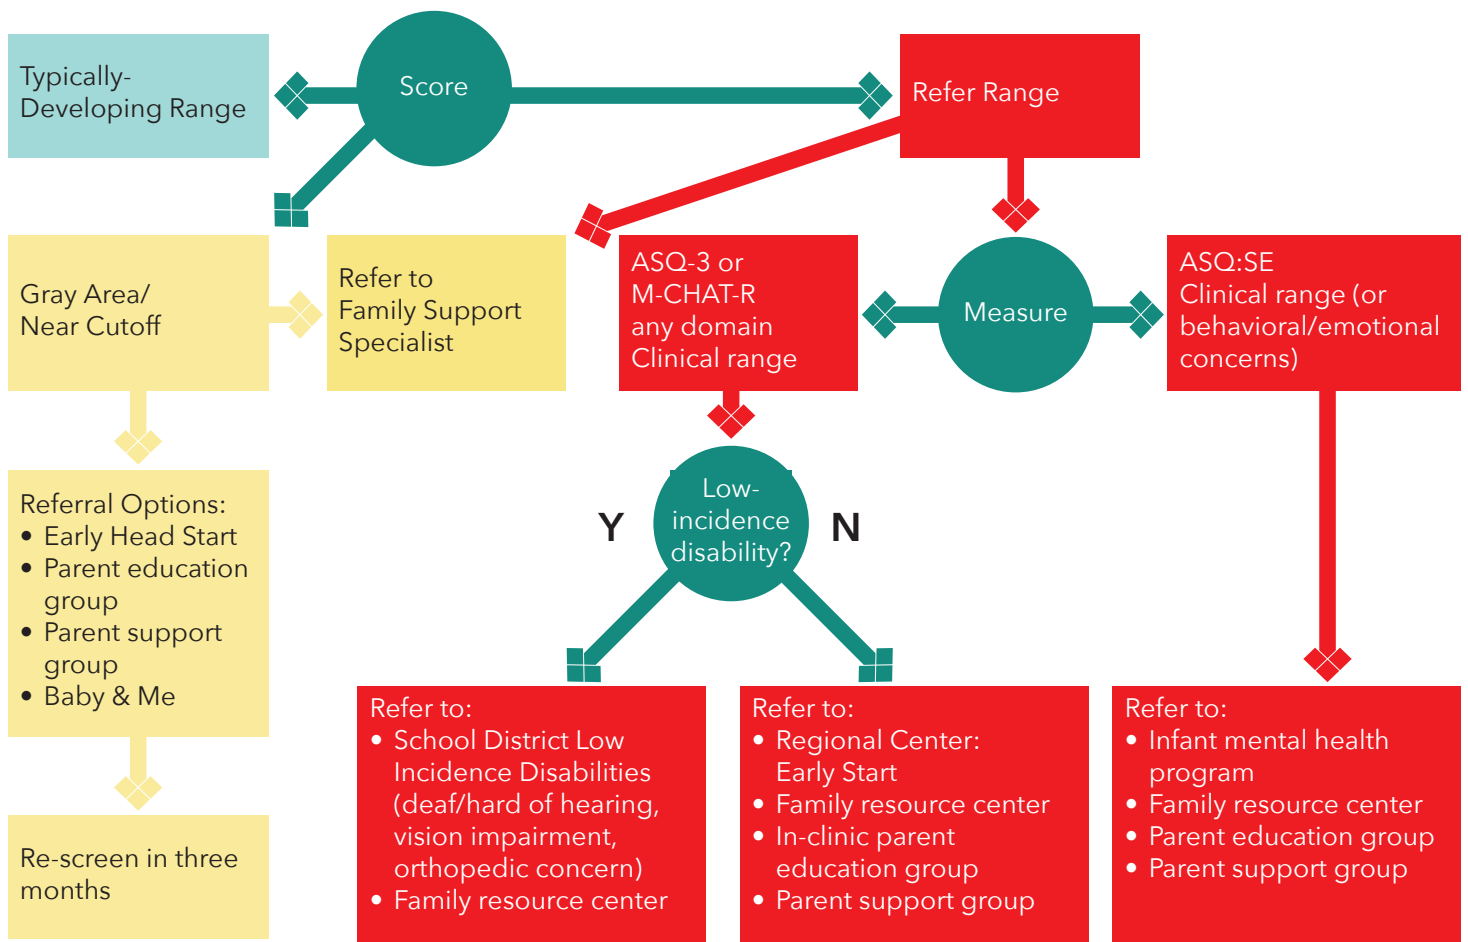 Typically-
Developing Range
Score
Refer Range
Gray Area/
Near Cutoff
Refer to
Family Support
Specialist
ASQ-3 or
M-CHAT-R
any domain
Clinical range
Measure
ASQ:SE
Clinical range (or
behavioral/emotional
concerns)
Referral Options:
• Early Head Start
• Parent education
group
• Parent support
group
• Baby & Me
Y
Low-
incidence
disability?
N
Re-screen in three
months
Refer to:
• School District Low
Incidence Disabilities
(deaf/hard of hearing,
vision impairment,
orthopedic concern)
• Family resource center
Refer to:
• Regional Center:
Early Start
• Family resource center
• In-clinic parent
education group
• Parent support group
Refer to:
• Infant mental health
program
• Family resource center
• Parent education group
• Parent support group